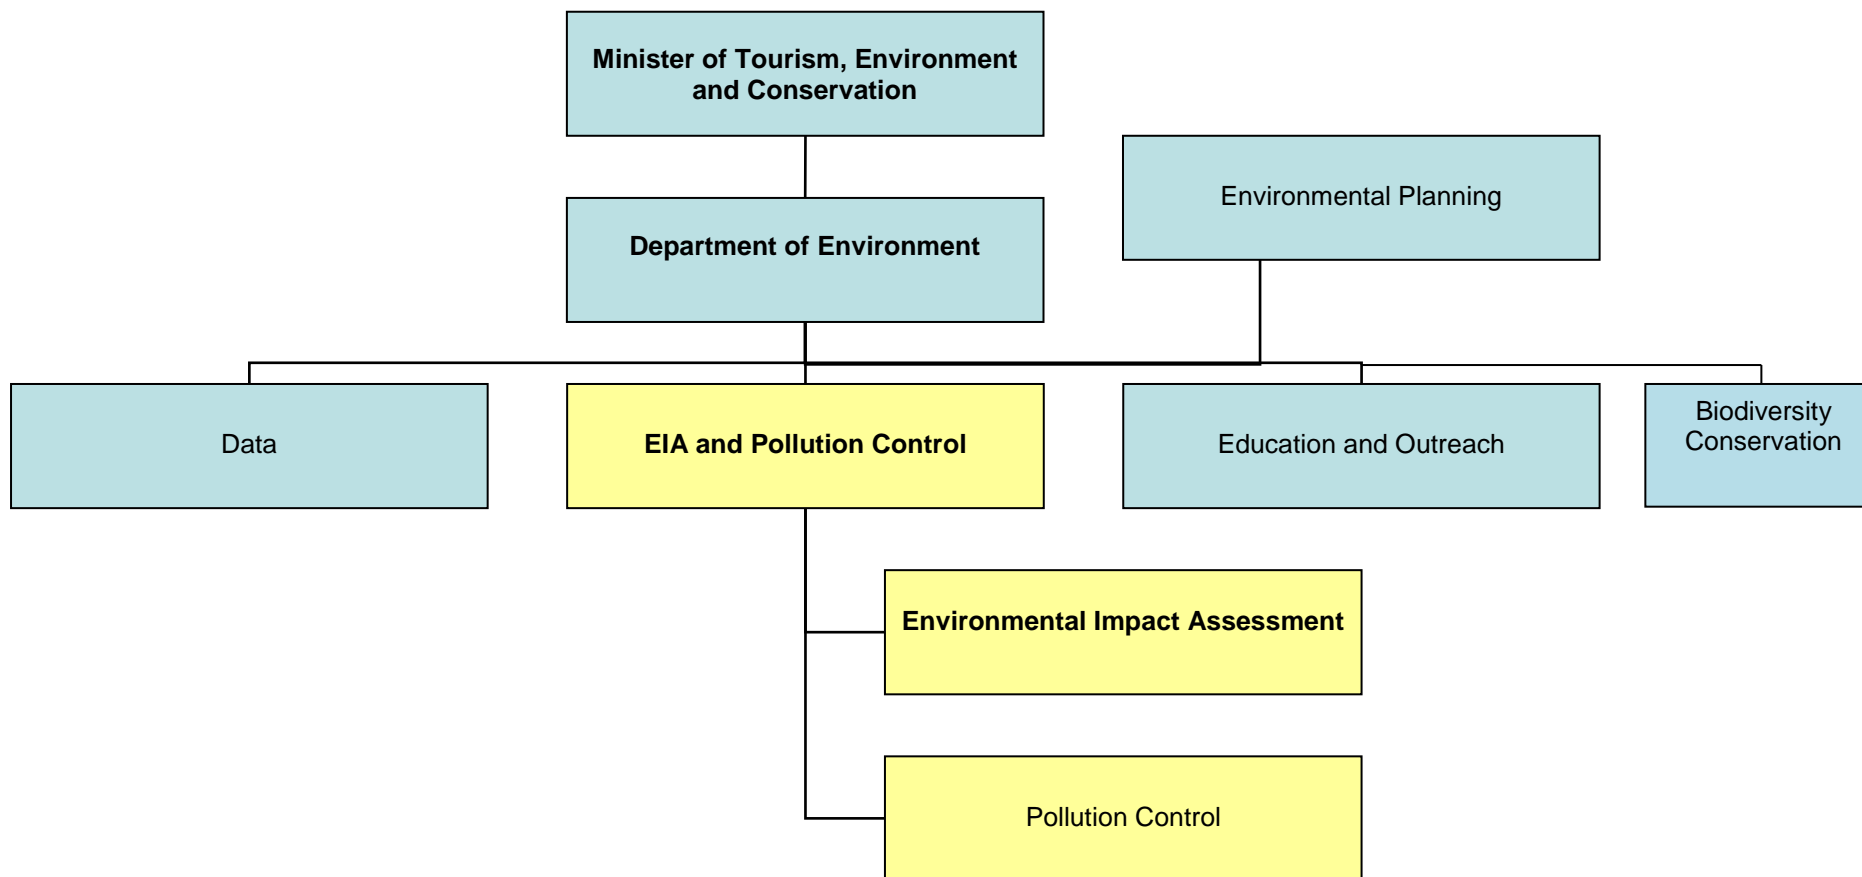 Minister of Tourism, Environment
and Conservation
Environmental Planning
Department of Environment
Data
EIA and Pollution Control
Education and Outreach
Biodiversity
Conservation
Environmental Impact Assessment
Pollution Control